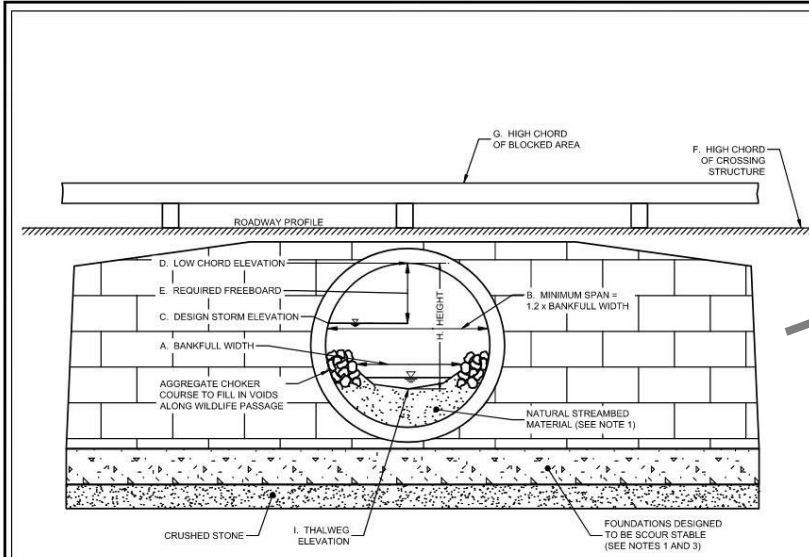 G. HIGH CHORD
OF BLOCKED AREA
F. HIGH CHORD
OF CROSSING
STRUCTURE
ROADWAY PROFILE
D. LOW CHORD ELEVATION
E. REQUIRED FREEBOARD
C. DESIGN STORM ELEVATION
A. BANKFULL WIDTH
H. HEIGHT
B. MINIMUM SPAN =
1.2 x BANKFULL WIDTH
AGGREGATE CHOKER
COURSE TO FILL IN VOIDS
ALONG WILDLIFE PASSAGE
NATURAL STREAMBED
MATERIAL (SEE NOTE 1)
CRUSHED STONE
I. THALWEG
ELEVATION
FOUNDATIONS DESIGNED
TO BE SCOUR STABLE
(SEE NOTES 1 AND 3)